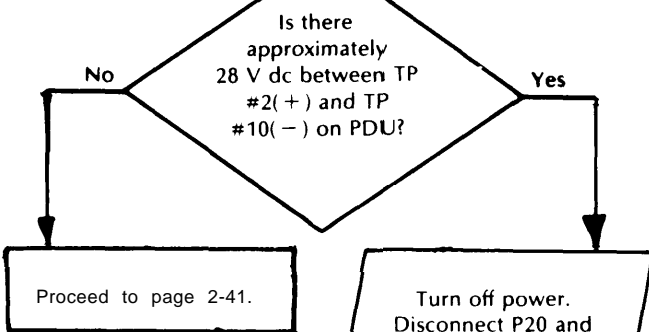 Is there
approximately
28 V dc between TP
#2( + ) and TP
#10( − ) on PDU?
No
Yes
Proceed to page 2-41.
Turn off power.
Disconnect P20 and